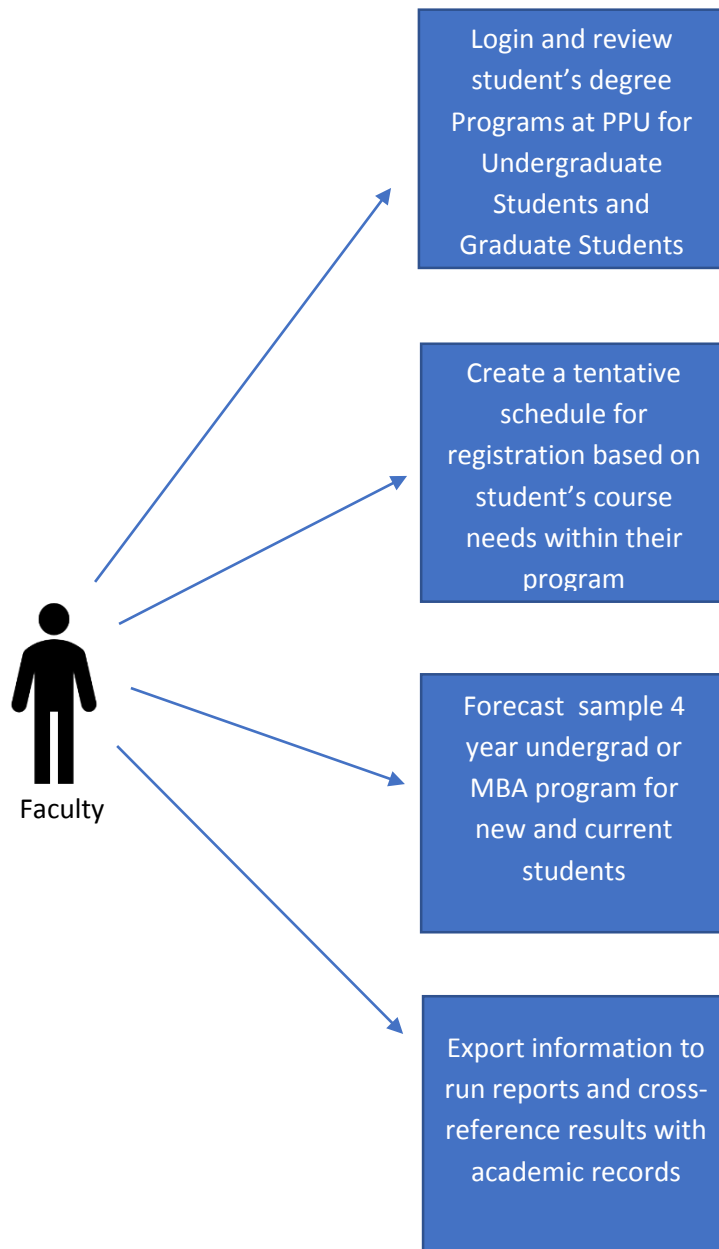 Login and review
student’s degree
Programs at PPU for
Undergraduate
Students and
Graduate Students
Create a tentative
schedule for
registration based on
student’s course
needs within their
program
Faculty
Forecast  sample 4
year undergrad or
MBA program for
new and current
students
Export information to
run reports and cross-
reference results with
academic records